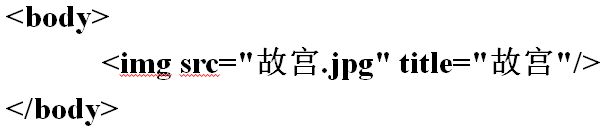 <body>
<img src="故宫.jpg" title="故宫"/>
</body>